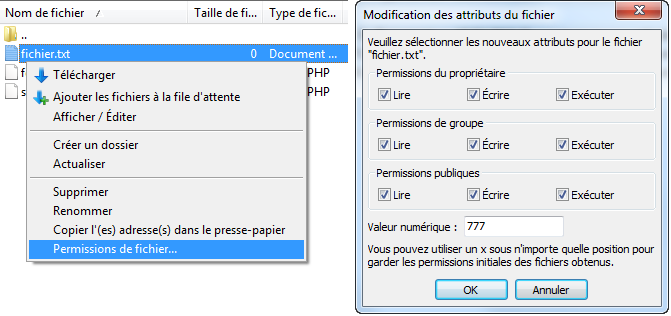 Nom de fichier / Taille de fi... Type de fic...
..
fichier.txt 0 Document ...
f PHP
s PHP
Télécharger
Ajouter les fichiers à la file d'attente
Afficher / Éditer
Créer un dossier
Actualiser
Supprimer
Renommer
Copier l'(es) adresse(s) dans le presse-papier
Permissions de fichier...
Modification des attributs du fichier
Veuillez sélectionner les nouveaux attributs pour le fichier
"fichier.txt".
Permissions du propriétaire
Lire Écrire Exécuter
Permissions de groupe
Lire Écrire Exécuter
Permissions publiques
Lire Écrire Exécuter
Valeur numérique : 777
Vous pouvez utiliser un x sous n'importe quelle position pour
garder les permissions initiales des fichiers obtenus.
OK Annuler